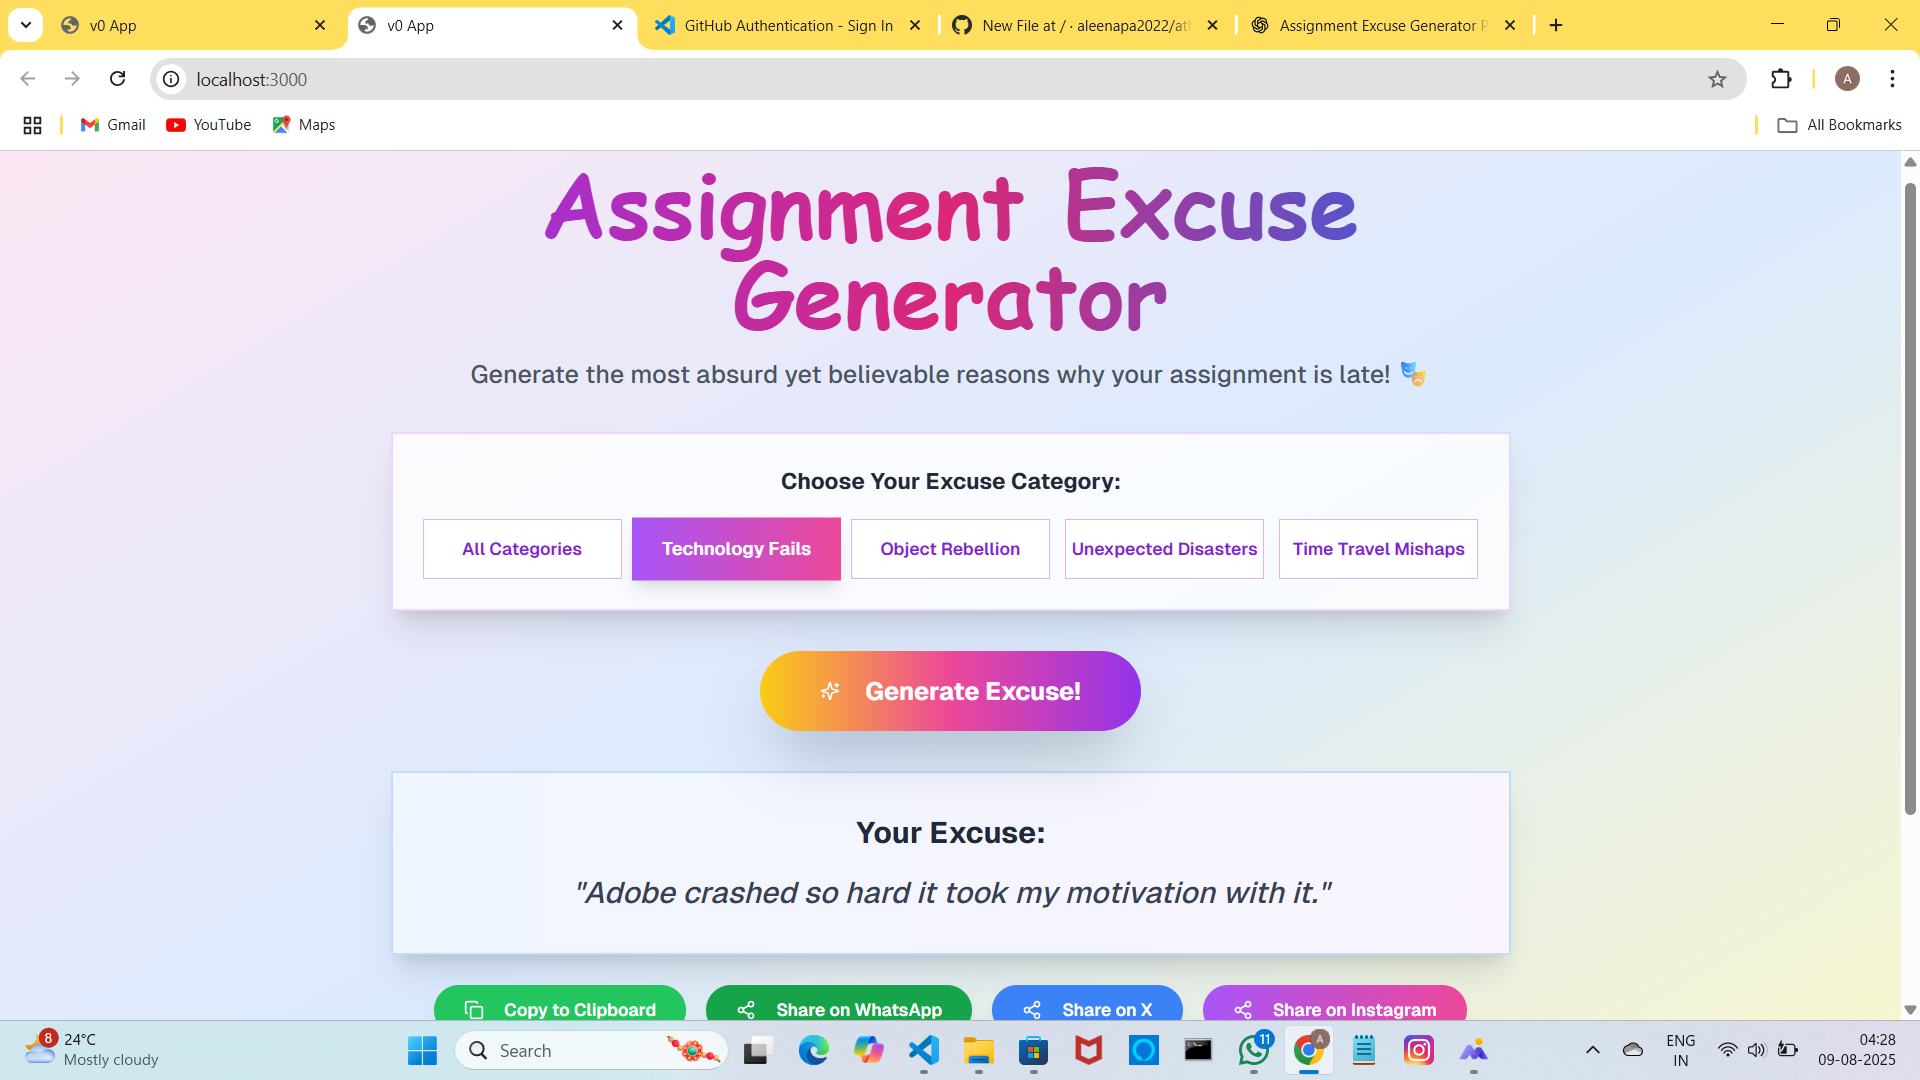 v0 App
v0 App
GitHub Authentication - Sign In
New File at / · aleenapa2022/at
Assignment Excuse Generator P
localhost:3000
A
Gmail
YouTube
Maps
All Bookmarks
Assignment Excuse
Generator
Generate the most absurd yet believable reasons why your assignment is late!
Choose Your Excuse Category:
All Categories
Technology Fails
Object Rebellion
Unexpected Disasters
Time Travel Mishaps
Generate Excuse!
Your Excuse:
"Adobe crashed so hard it took my motivation with it."
Copy to Clipboard
Share on WhatsApp
Share on X
Share on Instagram
8
24°C
Mostly cloudy
Search
11
A
ENG
IN
04:28
09-08-2025